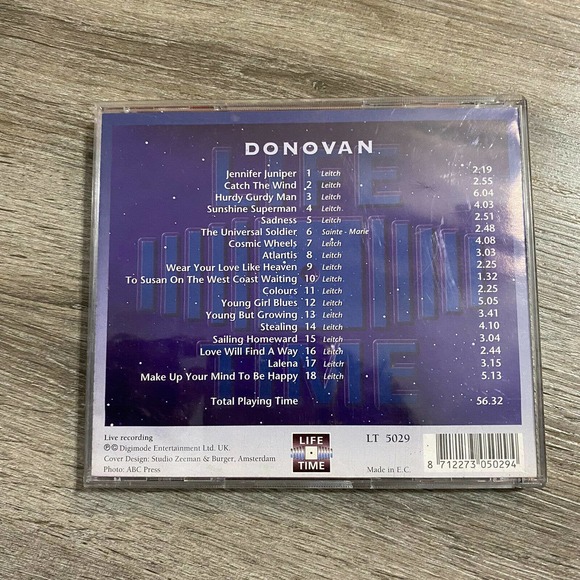 DONOVAN
Jennifer Juniper 1 Leitch 2.19
Catch The Wind 2 Leitch 2.55
Hurdy Gurdy Man 3 Leitch 6.04
Sunshine Superman 4 Leitch 4.03
Sadness 5 Leitch 2.51
The Universal Soldier 6 Sainte - Marie 2.48
Cosmic Wheels 7 Leitch 4.08
Atlantis 8 Leitch 3.03
Wear Your Love Like Heaven 9 Leitch 2.25
To Susan On The West Coast Waiting 10 Leitch 1.32
Colours 11 Leitch 2.25
Young Girl Blues 12 Leitch 5.05
Young But Growing 13 Leitch 3.41
Stealing 14 Leitch 4.10
Sailing Homeward 15 Leitch 3.04
Love Will Find A Way 16 Leitch 2.44
Lalena 17 Leitch 3.15
Make Up Your Mind To Be Happy 18 Leitch 5.13
Total Playing Time 56.32
LIFE
TIME
Live recording
℗© Digimode Entertainment Ltd. UK.
Cover Design: Studio Zeeman & Burger, Amsterdam
Photo: ABC Press
LIFE
TIME
LT 5029
Made in E.C.
8 712273 050294